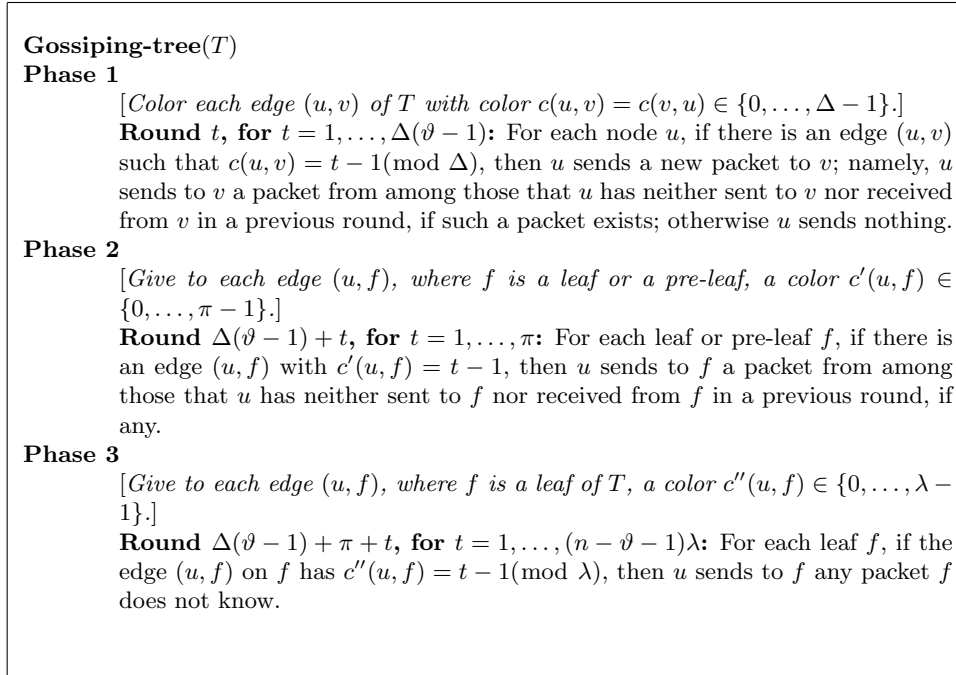 Gossiping-tree(T)
Phase 1
[Color each edge (u, v) of T with color c(u, v) = c(v, u) ∈ {0, . . . , Δ − 1}.]
Round t, for t = 1, . . . , Δ(ϑ − 1): For each node u, if there is an edge (u, v)
such that c(u, v) = t − 1(mod Δ), then u sends a new packet to v; namely, u
sends to v a packet from among those that u has neither sent to v nor received
from v in a previous round, if such a packet exists; otherwise u sends nothing.
Phase 2
[Give to each edge (u, f), where f is a leaf or a pre-leaf, a color c′(u, f) ∈
{0, . . . , π − 1}.]
Round Δ(ϑ − 1) + t, for t = 1, . . . , π: For each leaf or pre-leaf f, if there is
an edge (u, f) with c′(u, f) = t − 1, then u sends to f a packet from among
those that u has neither sent to f nor received from f in a previous round, if
any.
Phase 3
[Give to each edge (u, f), where f is a leaf of T, a color c″(u, f) ∈ {0, . . . , λ −
1}.]
Round Δ(ϑ − 1) + π + t, for t = 1, . . . , (n − ϑ − 1)λ: For each leaf f, if the
edge (u, f) on f has c″(u, f) = t − 1(mod λ), then u sends to f any packet f
does not know.